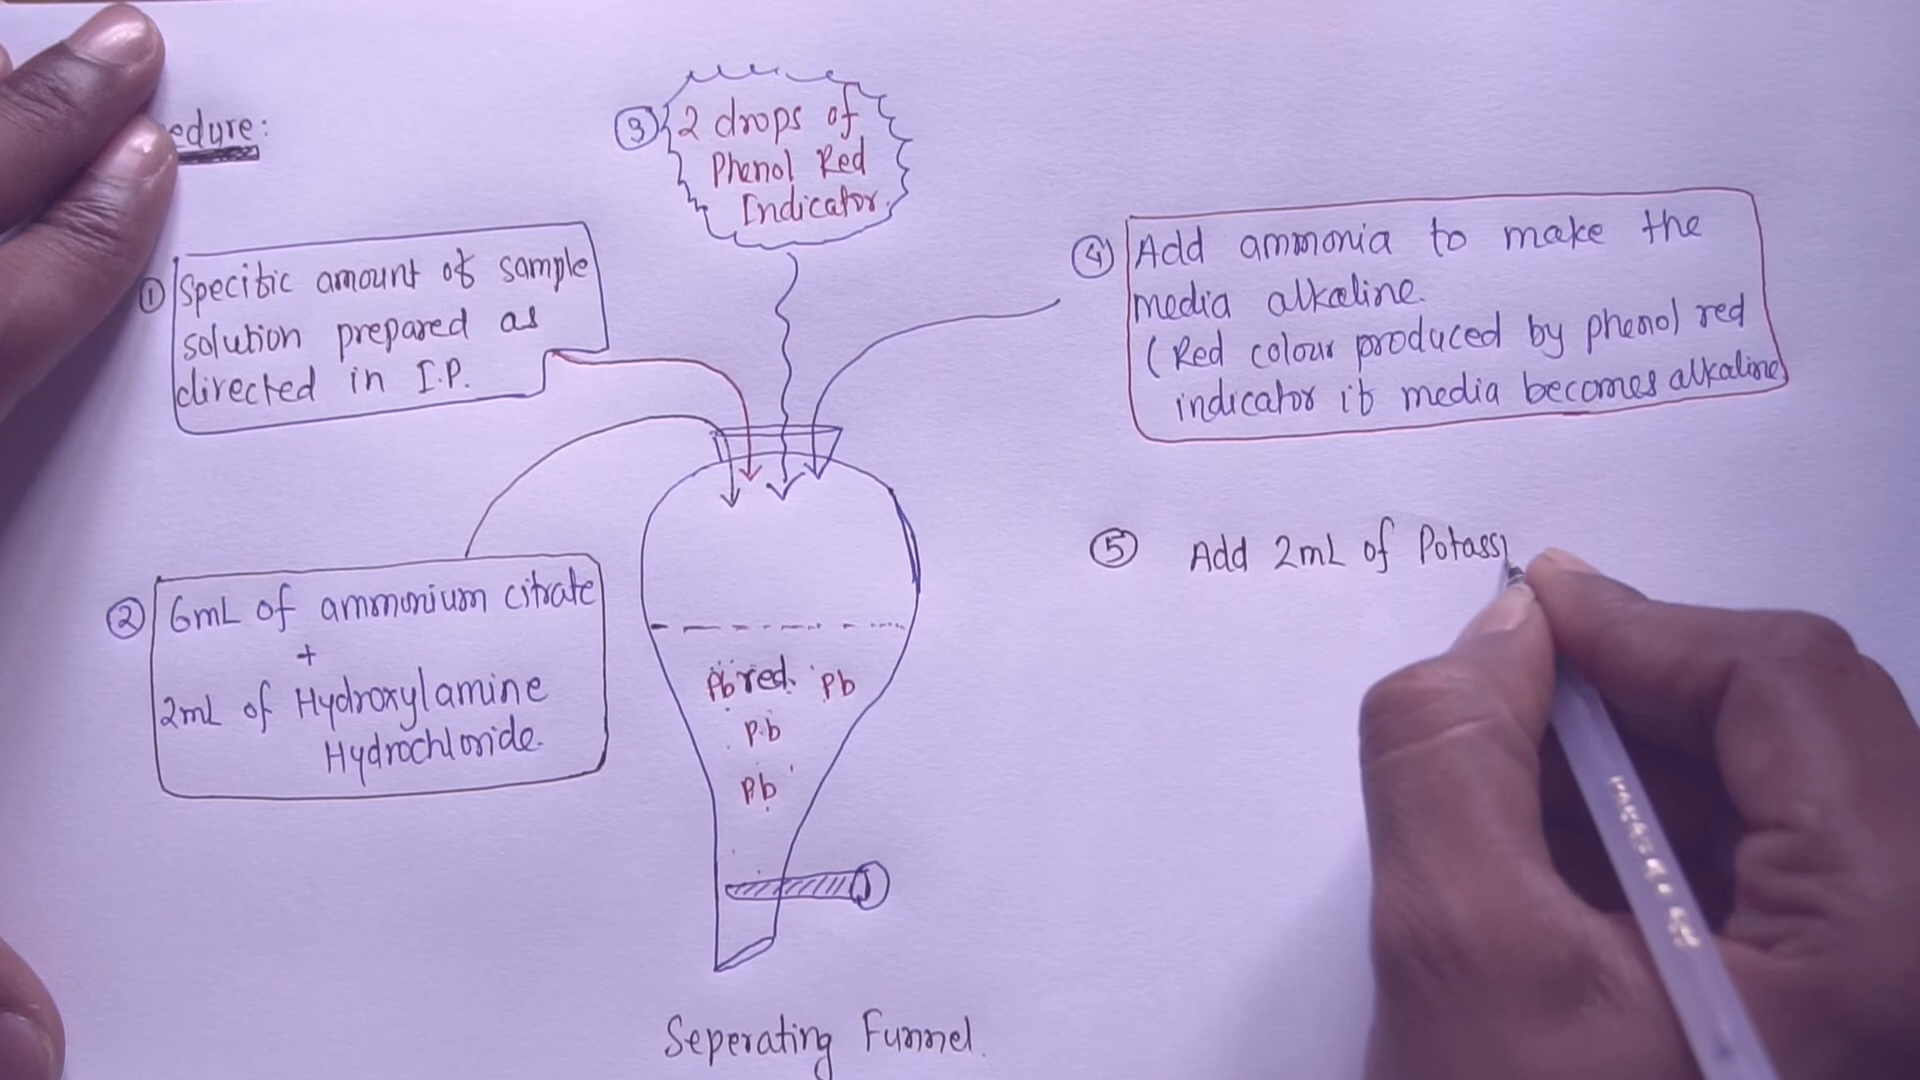 edure:
① Specific amount of sample
solution prepared as
directed in I.P.
② 6mL of ammonium citrate
+
2mL of Hydroxylamine
Hydrochloride.
③ 2 drops of
Phenol Red
Indicator.
④ Add ammonia to make the
media alkaline.
(Red colour produced by phenol red
indicator if media becomes alkaline
⑤ Add 2mL of Potassi
Pb red. Pb
Pb
Pb
Seperating Funnel.